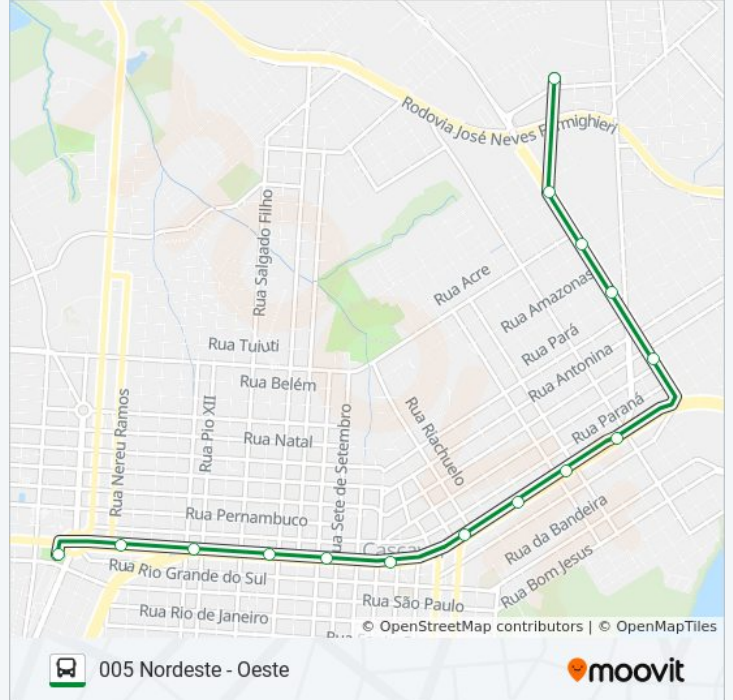 Rodovia José Neves Formighieri
Rua Salgado Filho
Rua Acre
Rua Amazonas
Rua Pará
Rua Antonina
Rua Tuiuti
Rua Belém
Rua Paraná
Rua Nereu Ramos
Rua Pio XII
Rua Riachuelo
Rua Natal
ua Sete de Setembro
Rua Pernambuco
Rua da Bandeira
Rua Bom Jesus
Rua Rio Grande do Sul
Rua São Paulo
Rua Rio de Janeiro
© OpenStreetMap contributors | © OpenMapTiles
005 Nordeste - Oeste
moovit